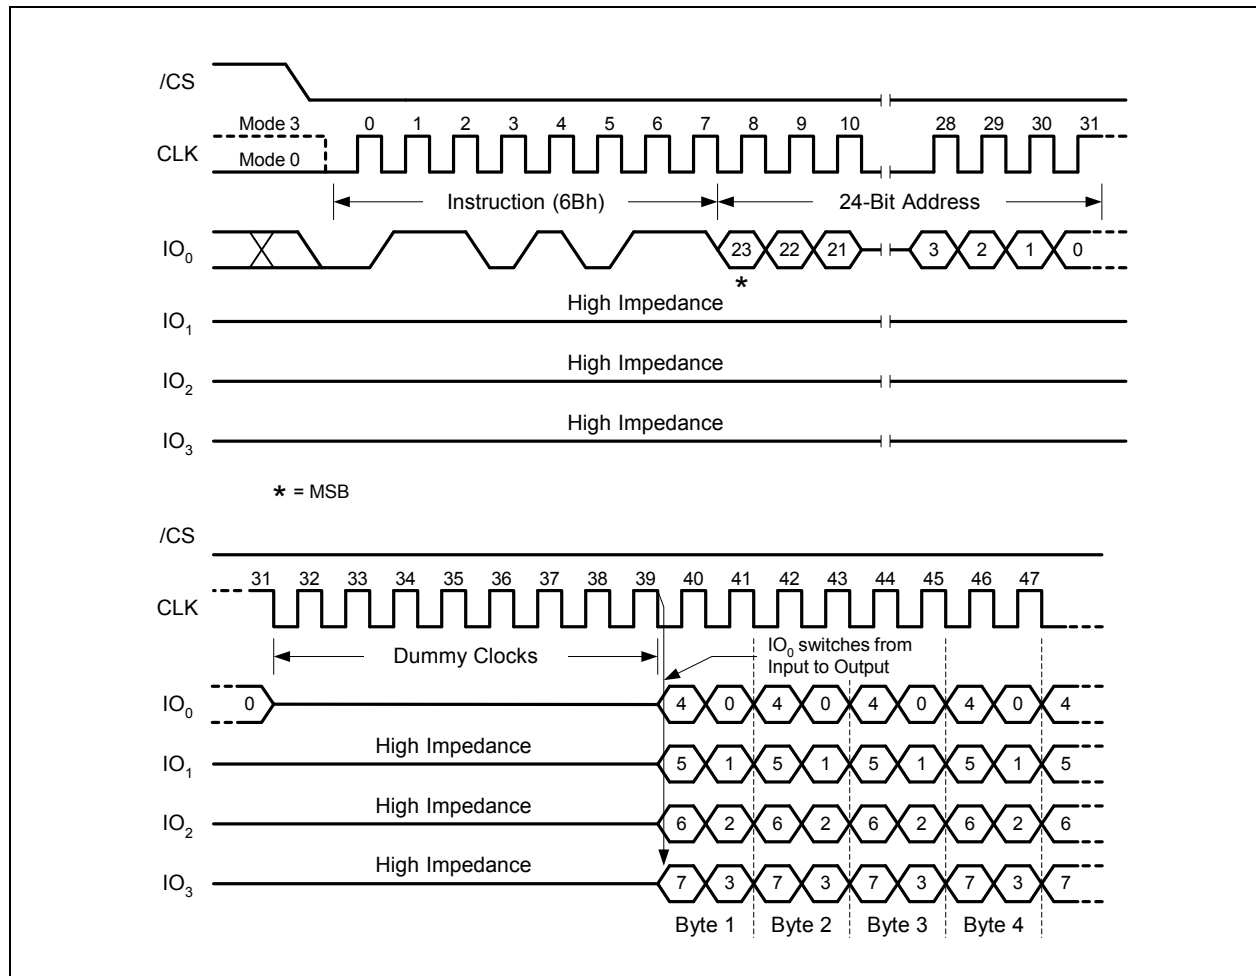 /CS
Mode 3 0 1 2 3 4 5 6 7 8 9 10 28 29 30 31
CLK
Mode 0
Instruction (6Bh) 24-Bit Address
IO0 23 22 21 3 2 1 0
*
High Impedance
IO1
High Impedance
IO2
High Impedance
IO3
* = MSB
/CS
31 32 33 34 35 36 37 38 39 40 41 42 43 44 45 46 47
CLK
Dummy Clocks
IO0 switches from
Input to Output
IO0 0 4 0 4 0 4 0 4 0 4
High Impedance
IO1 5 1 5 1 5 1 5 1 5
High Impedance
IO2 6 2 6 2 6 2 6 2 6
High Impedance
IO3 7 3 7 3 7 3 7 3 7
Byte 1 Byte 2 Byte 3 Byte 4